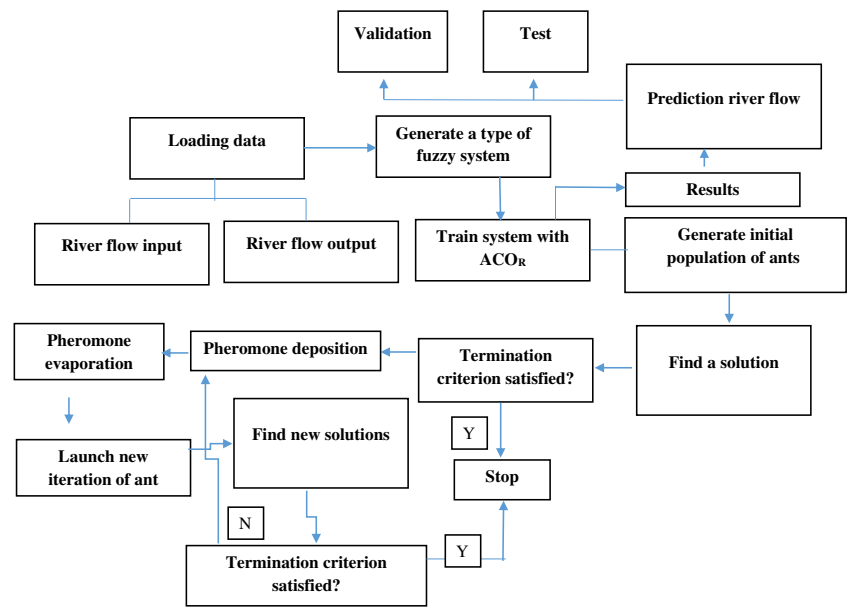 Validation
Test
Prediction river flow
Loading data
Generate a type of
fuzzy system
Results
River flow input
River flow output
Train system with
ACOR
Generate initial
population of ants
Pheromone
evaporation
Pheromone deposition
Termination
criterion satisfied?
Find a solution
Y
Launch new
iteration of ant
Find new solutions
Stop
N
Y
Termination criterion
satisfied?